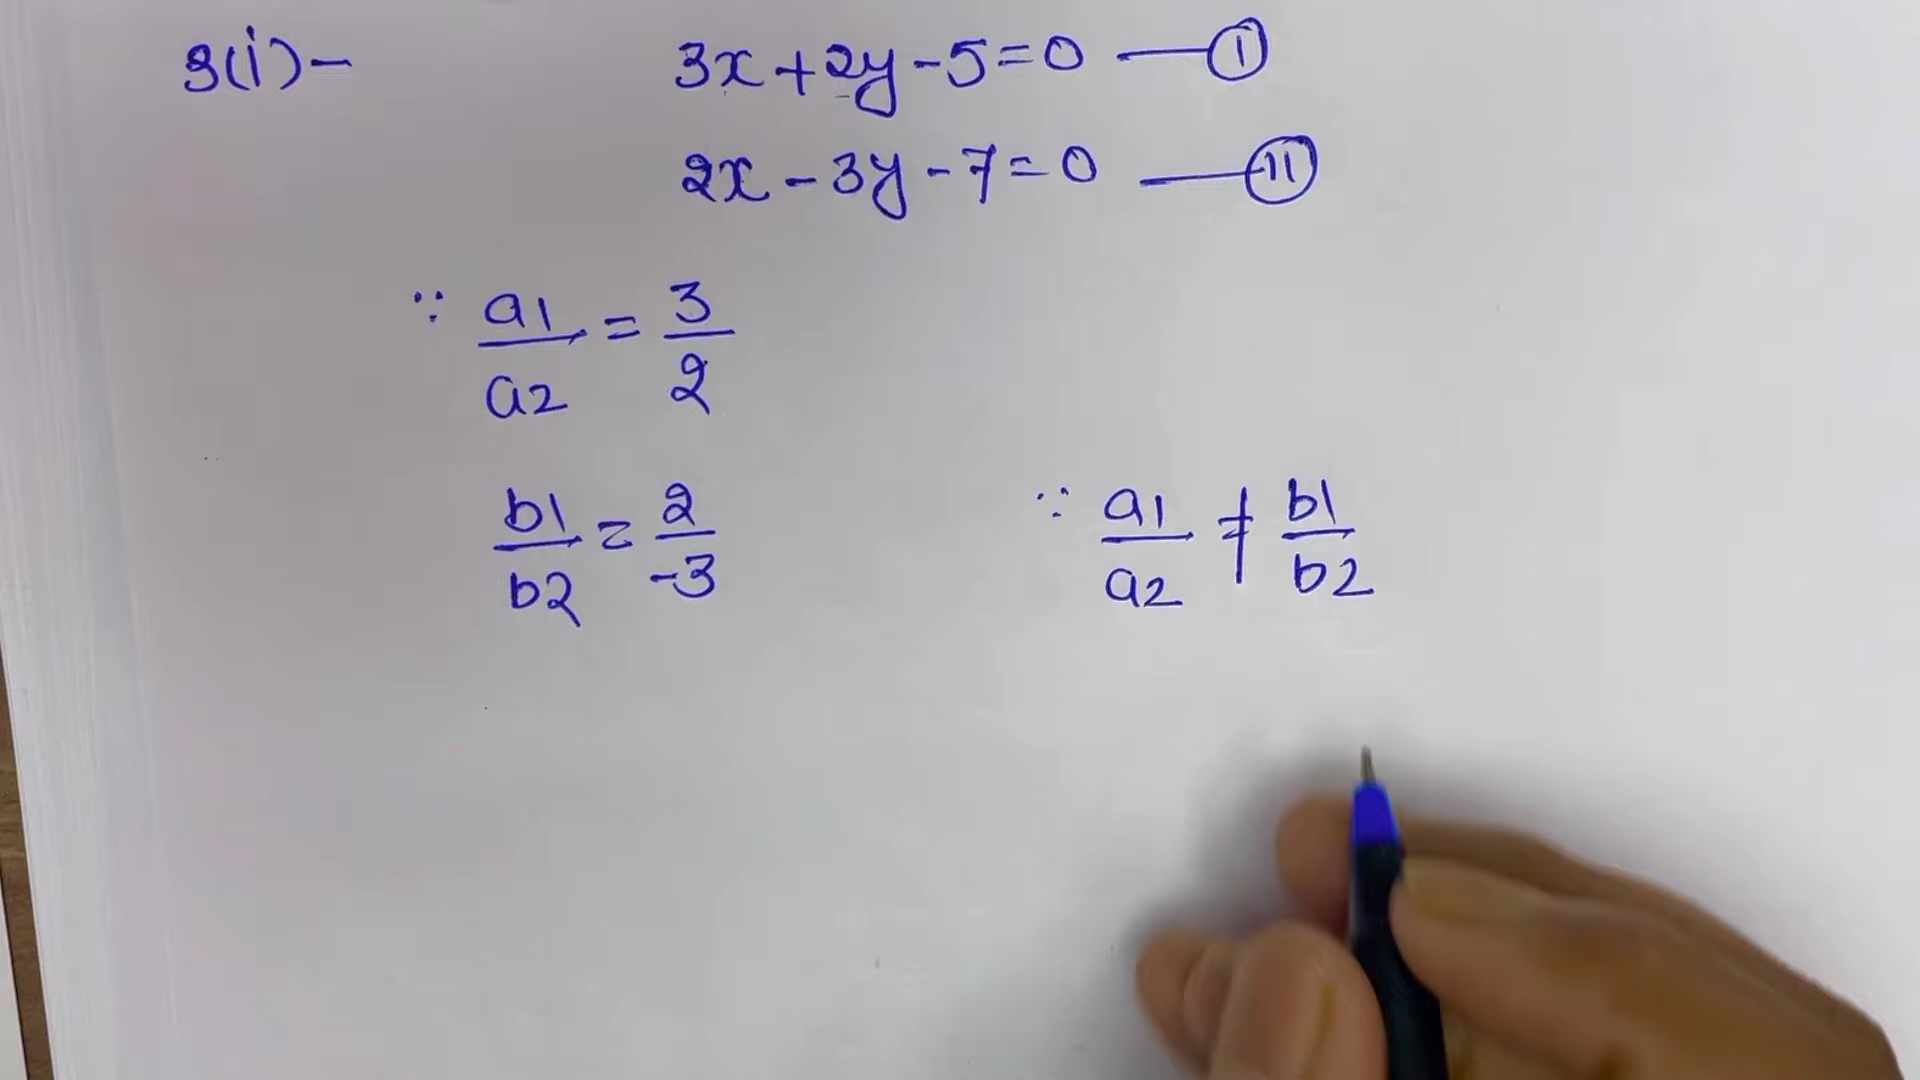 3(i)-
3x+2y-5=0 —— I
2x-3y-7=0 —— II
∵ a1/a2 = 3/2
b1/b2 = 2/-3
∵ a1/a2 ≠ b1/b2